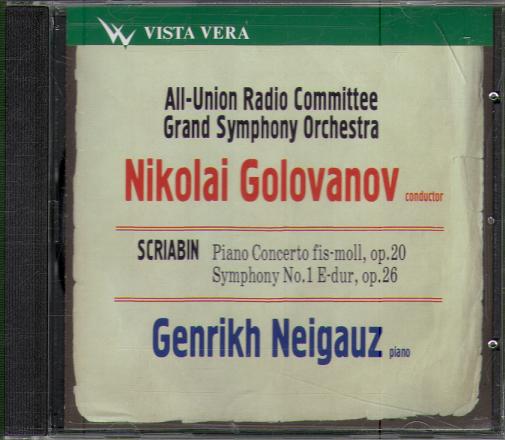 VISTA VERA
All-Union Radio Committee
Grand Symphony Orchestra
Nikolai Golovanov conductor
SCRIABIN Piano Concerto fis-moll, op.20
Symphony No.1 E-dur, op.26
Genrikh Neigauz piano